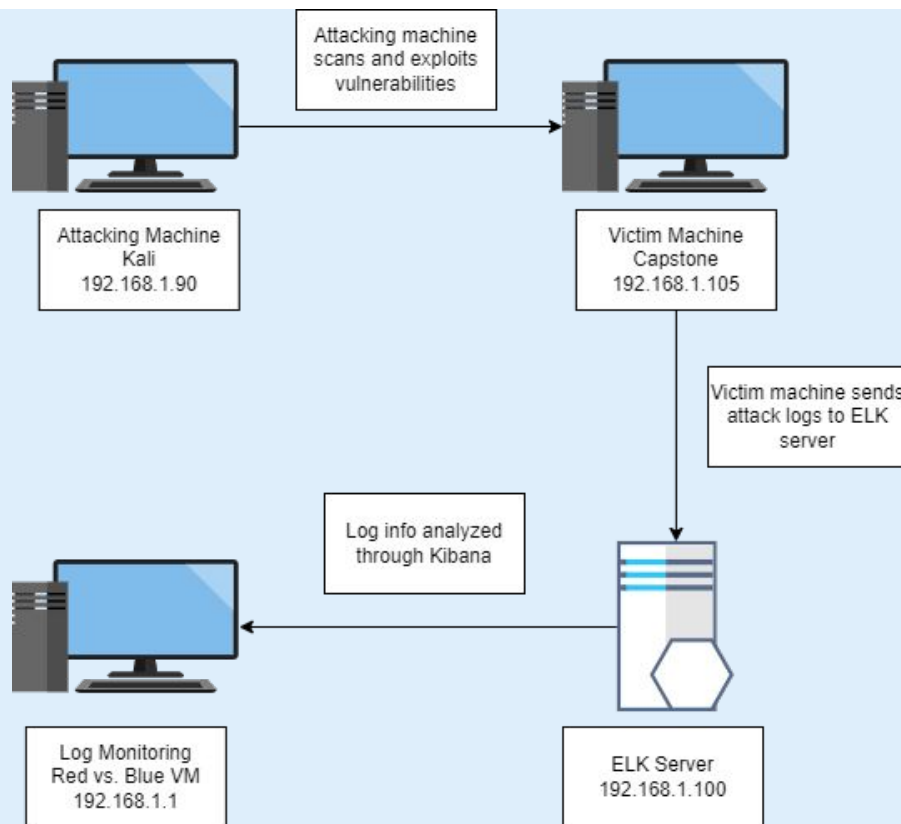 Attacking machine
scans and exploits
vulnerabilities
Attacking Machine
Kali
192.168.1.90
Victim Machine
Capstone
192.168.1.105
Victim machine sends
attack logs to ELK
server
Log info analyzed
through Kibana
Log Monitoring
Red vs. Blue VM
192.168.1.1
ELK Server
192.168.1.100